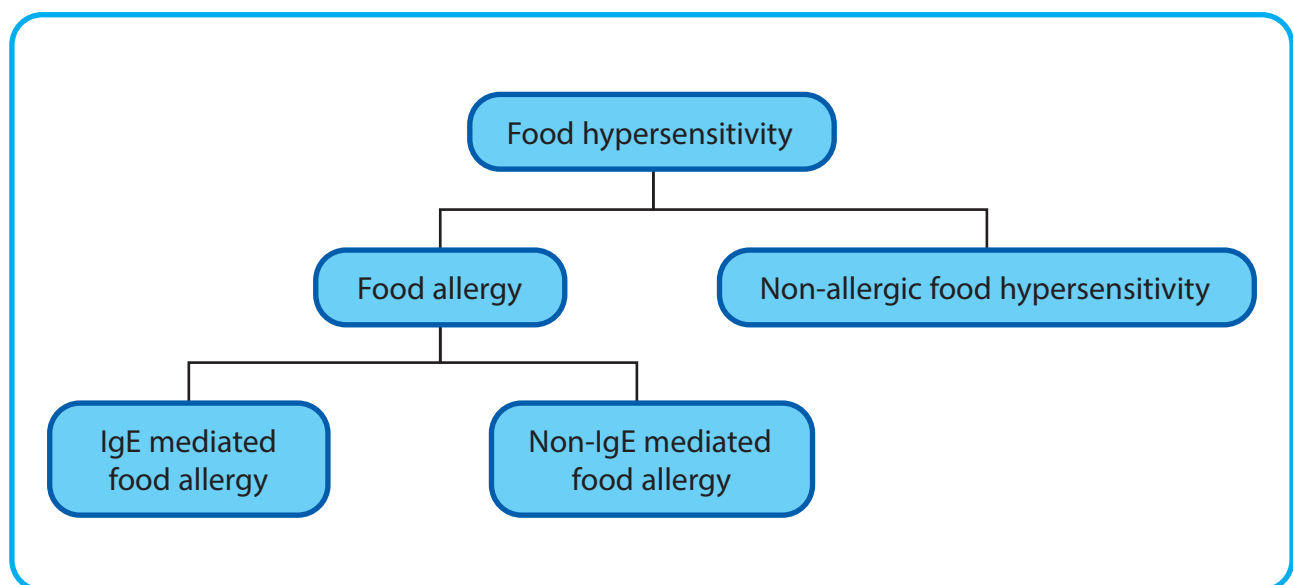 Food hypersensitivity
Food allergy
Non-allergic food hypersensitivity
IgE mediated
food allergy
Non-IgE mediated
food allergy